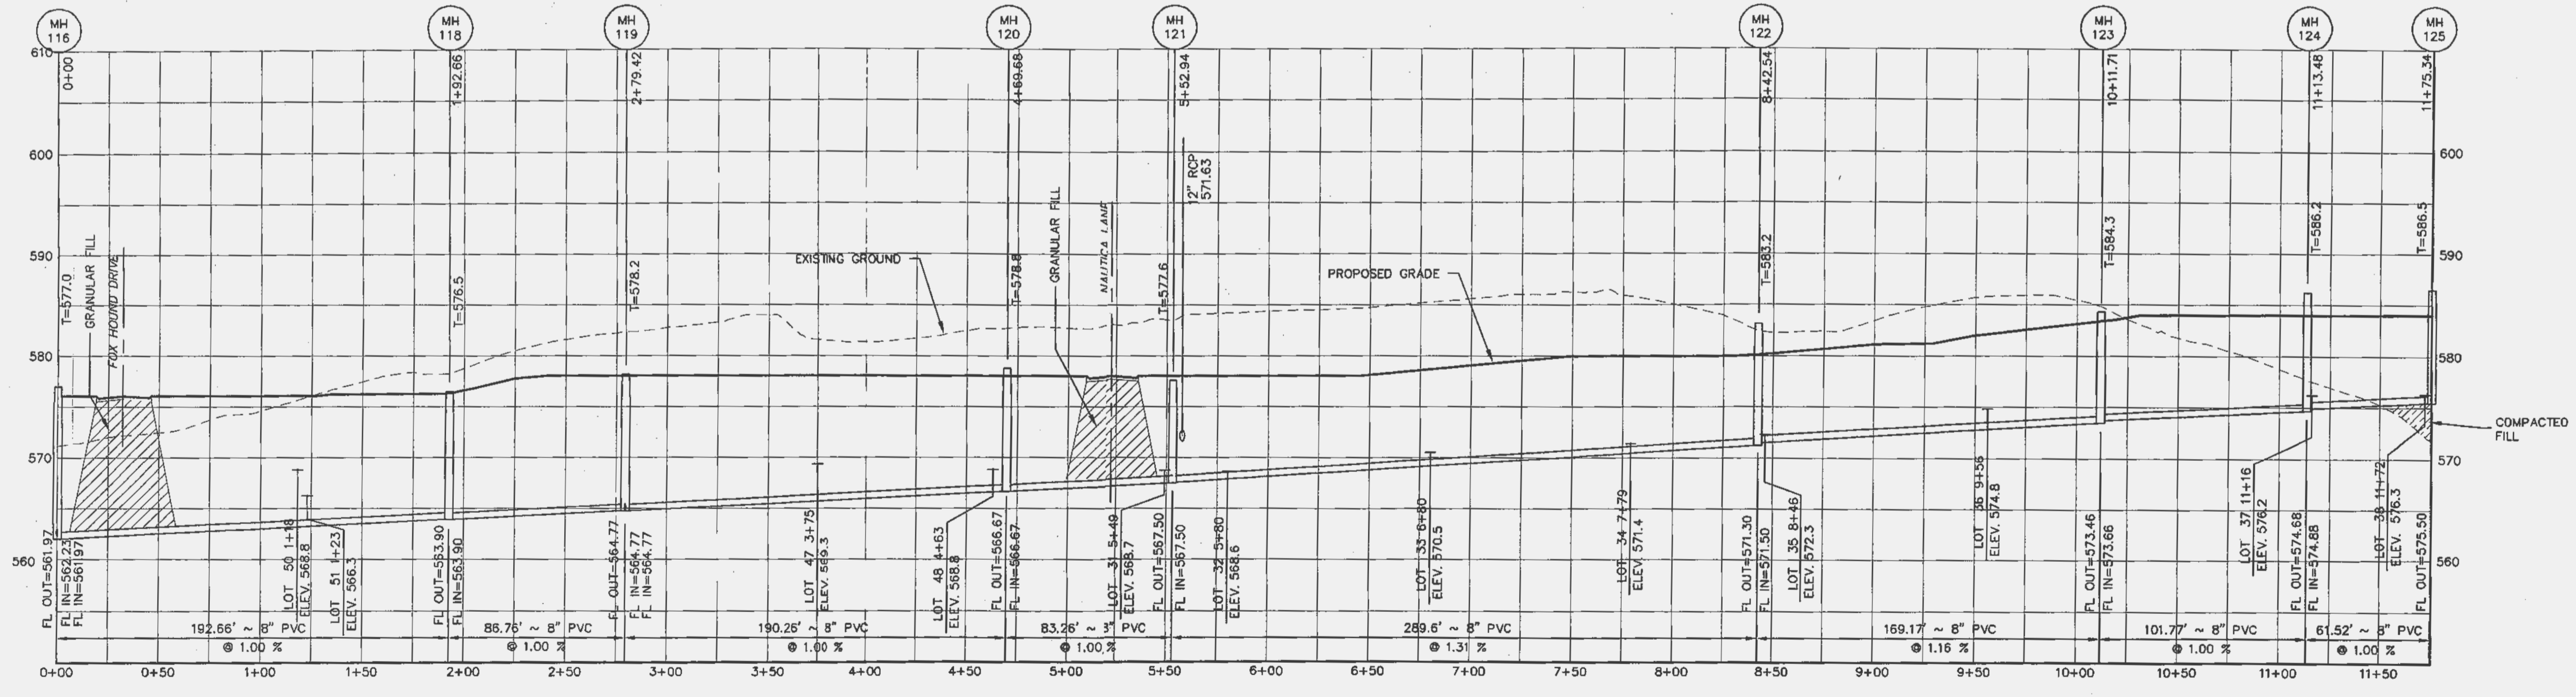 MH
116
MH
118
MH
119
MH
120
MH
121
MH
122
MH
123
MH
124
MH
125
610
0+00
1+92.66
2+79.42
4+69.68
5+52.94
8+42.54
10+11.71
11+13.48
11+75.34
600
600
12" RCP
571.63
590
590
T=577.0
GRANULAR FILL
FOX HOUND DRIVE
T=576.5
T=578.2
EXISTING GROUND
T=578.8
GRANULAR FILL
NAUTICA LANE
T=577.6
PROPOSED GRADE
T=583.2
T=584.3
T=586.2
T=586.5
580
580
570
570
COMPACTED
FILL
560
560
FL OUT=561.97
FL IN=562.23
FL IN=561.97
LOT 50 1+18
ELEV. 568.8
LOT 51 1+23
ELEV. 566.3
FL OUT=563.90
FL IN=563.90
FL OUT=564.77
FL IN=564.77
FL IN=564.77
LOT 47 3+75
ELEV. 569.3
LOT 48 4+63
ELEV. 568.8
FL OUT=566.67
FL IN=566.67
LOT 31 5+49
ELEV. 568.7
FL OUT=567.50
FL IN=567.50
LOT 32 5+80
ELEV. 568.6
LOT 33 6+80
ELEV. 570.5
LOT 34 7+79
ELEV. 571.4
FL OUT=571.30
FL IN=571.50
LOT 35 8+46
ELEV. 572.3
LOT 36 9+56
ELEV. 574.8
FL OUT=573.46
FL IN=573.66
LOT 37 11+16
ELEV. 576.2
FL OUT=574.68
FL IN=574.88
LOT 38 11+72
ELEV. 576.3
FL OUT=575.50
192.66' ~ 8" PVC
@ 1.00 %
86.76' ~ 8" PVC
@ 1.00 %
190.26' ~ 8" PVC
@ 1.00 %
83.26' ~ 8" PVC
@ 1.00 %
289.6' ~ 8" PVC
@ 1.31 %
169.17' ~ 8" PVC
@ 1.16 %
101.77' ~ 8" PVC
@ 1.00 %
61.52' ~ 8" PVC
@ 1.00 %
0+00 0+50 1+00 1+50 2+00 2+50 3+00 3+50 4+00 4+50 5+00 5+50 6+00 6+50 7+00 7+50 8+00 8+50 9+00 9+50 10+00 10+50 11+00 11+50